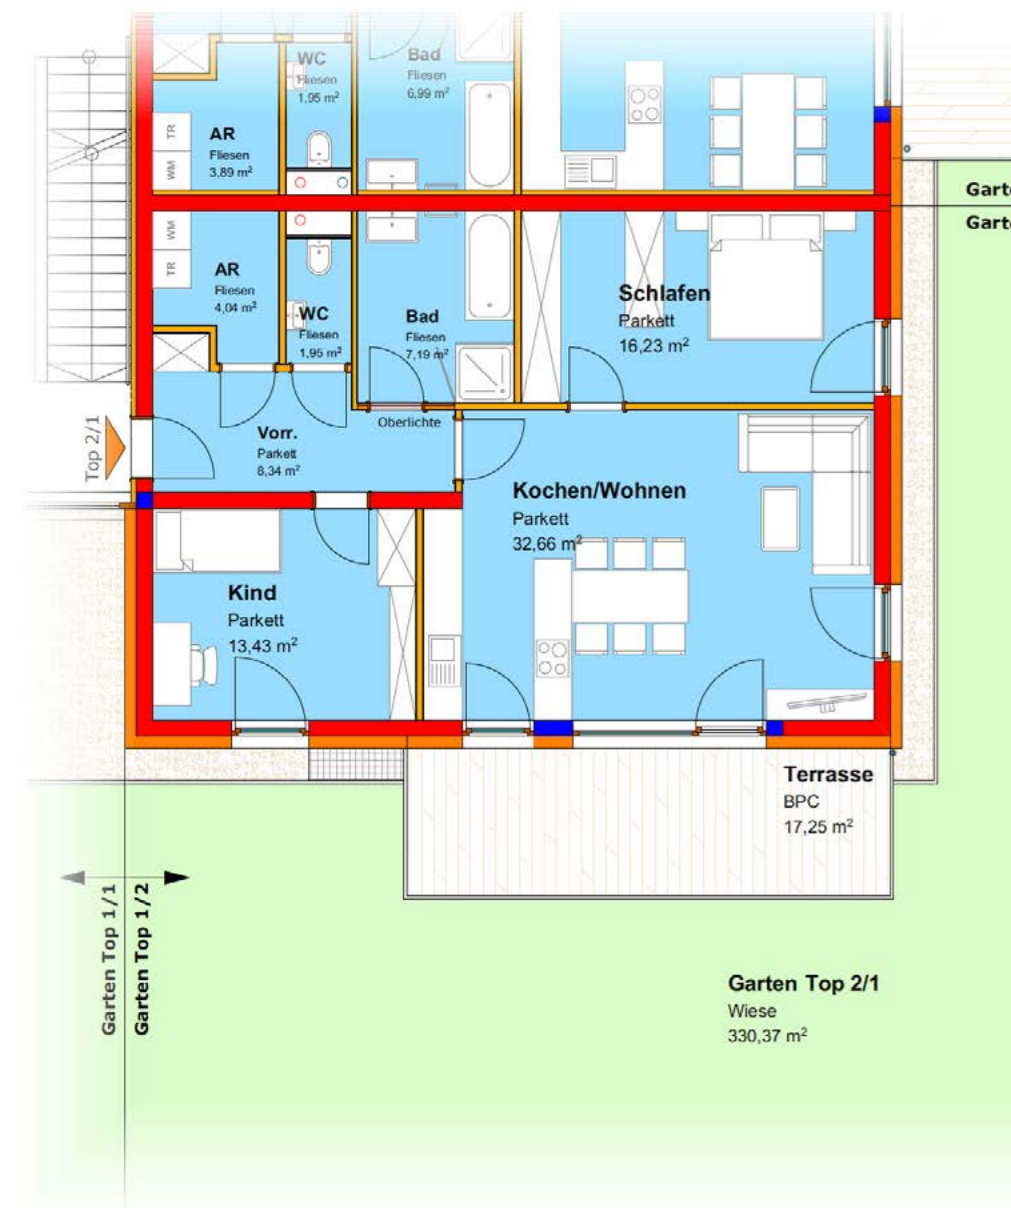 WC
Fliesen
1,95 m²
Bad
Fliesen
6,99 m²
AR
Fliesen
3,89 m²
TR
WM
Garte
Garte
WM
TR
AR
Fliesen
4,04 m²
WC
Fliesen
1,95 m²
Bad
Fliesen
7,19 m²
Schlafen
Parkett
16,23 m²
Top 2/1
Vorr.
Parkett
8,34 m²
Oberlichte
Kochen/Wohnen
Parkett
32,66 m²
Kind
Parkett
13,43 m²
Terrasse
BPC
17,25 m²
Garten Top 1/1
Garten Top 1/2
Garten Top 2/1
Wiese
330,37 m²